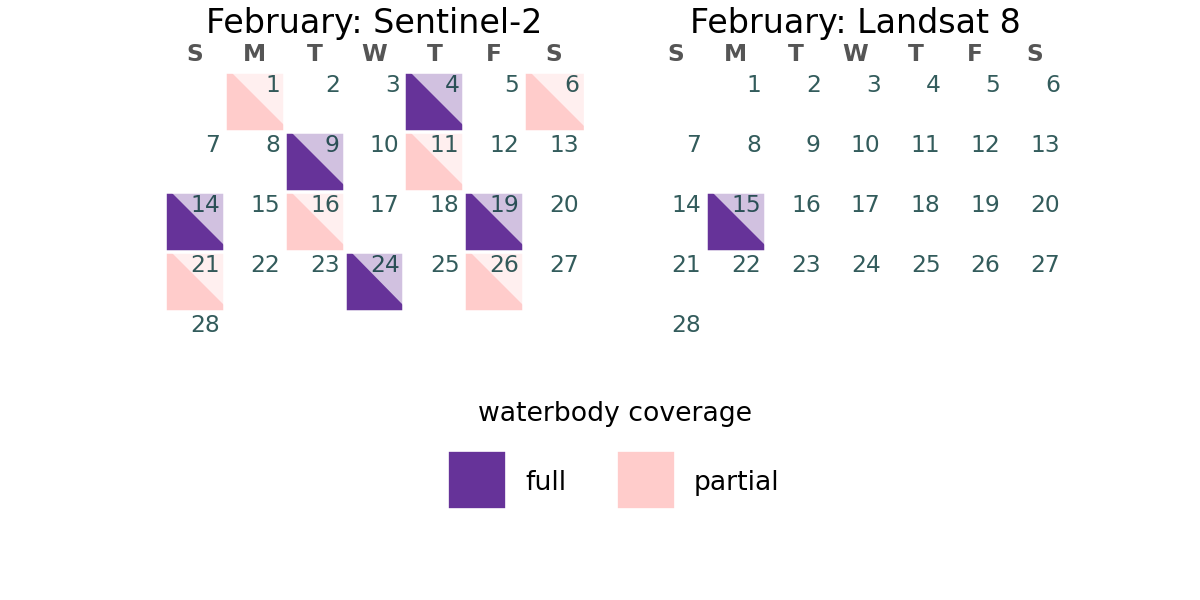 February: Sentinel-2
S M T W T F S
1 2 3 4 5 6
7 8 9 10 11 12 13
14 15 16 17 18 19 20
21 22 23 24 25 26 27
28
February: Landsat 8
S M T W T F S
1 2 3 4 5 6
7 8 9 10 11 12 13
14 15 16 17 18 19 20
21 22 23 24 25 26 27
28
waterbody coverage
full partial